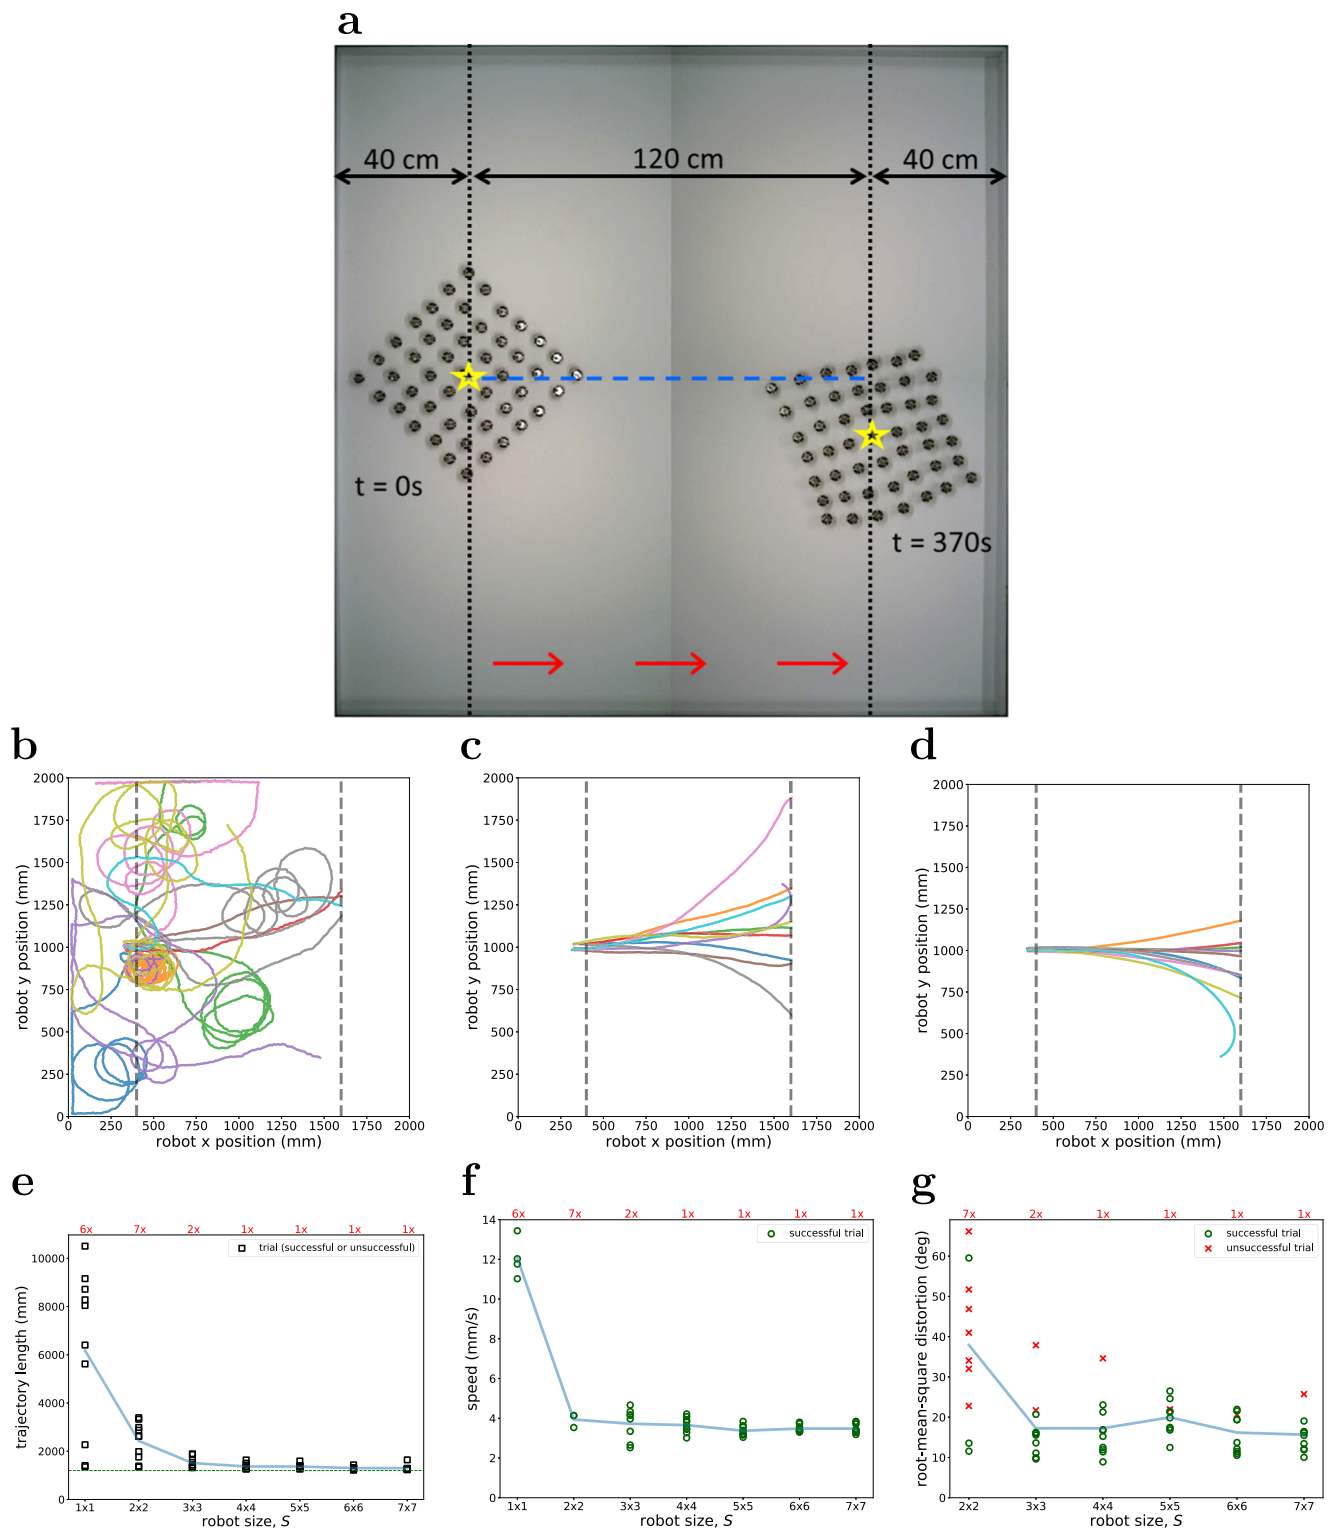 a
40 cm 120 cm 40 cm
t = 0s
t = 370s
b
2000
1750
1500
1250
1000
750
500
250
0
robot y position (mm)
0 250 500 750 1000 1250 1500 1750 2000
robot x position (mm)
c
2000
1750
1500
1250
1000
750
500
250
0
robot y position (mm)
0 250 500 750 1000 1250 1500 1750 2000
robot x position (mm)
d
2000
1750
1500
1250
1000
750
500
250
0
robot y position (mm)
0 250 500 750 1000 1250 1500 1750 2000
robot x position (mm)
e
6x 7x 2x 1x 1x 1x 1x
trial (successful or unsuccessful)
10000
8000
6000
4000
2000
0
trajectory length (mm)
1x1 2x2 3x3 4x4 5x5 6x6 7x7
robot size, S
f
6x 7x 2x 1x 1x 1x 1x
successful trial
14
12
10
8
6
4
2
0
speed (mm/s)
1x1 2x2 3x3 4x4 5x5 6x6 7x7
robot size, S
g
7x 2x 1x 1x 1x 1x
successful trial
unsuccessful trial
60
50
40
30
20
10
0
root-mean-square distortion (deg)
2x2 3x3 4x4 5x5 6x6 7x7
robot size, S